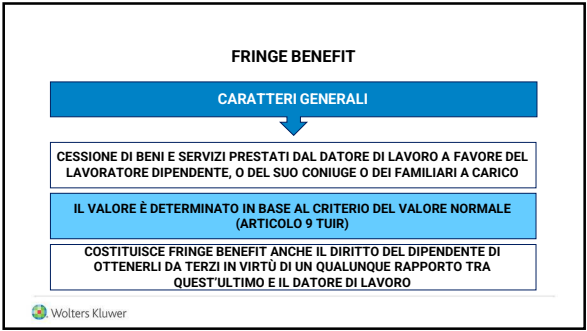 FRINGE BENEFIT
CARATTERI GENERALI
CESSIONE DI BENI E SERVIZI PRESTATI DAL DATORE DI LAVORO A FAVORE DEL
LAVORATORE DIPENDENTE, O DEL SUO CONIUGE O DEI FAMILIARI A CARICO
IL VALORE È DETERMINATO IN BASE AL CRITERIO DEL VALORE NORMALE
(ARTICOLO 9 TUIR)
COSTITUISCE FRINGE BENEFIT ANCHE IL DIRITTO DEL DIPENDENTE DI
OTTENERLI DA TERZI IN VIRTÙ DI UN QUALUNQUE RAPPORTO TRA
QUEST'ULTIMO E IL DATORE DI LAVORO
Wolters Kluwer